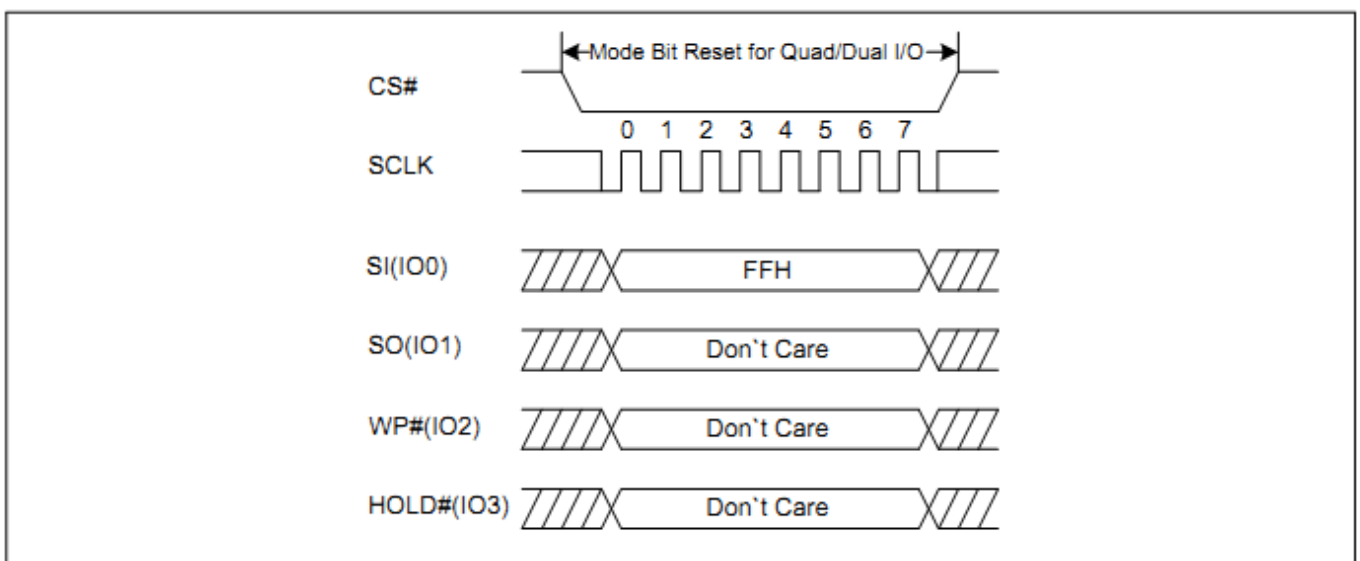 Mode Bit Reset for Quad/Dual I/O
CS#
0 1 2 3 4 5 6 7
SCLK
SI(IO0) FFH
SO(IO1) Don`t Care
WP#(IO2) Don`t Care
HOLD#(IO3) Don`t Care